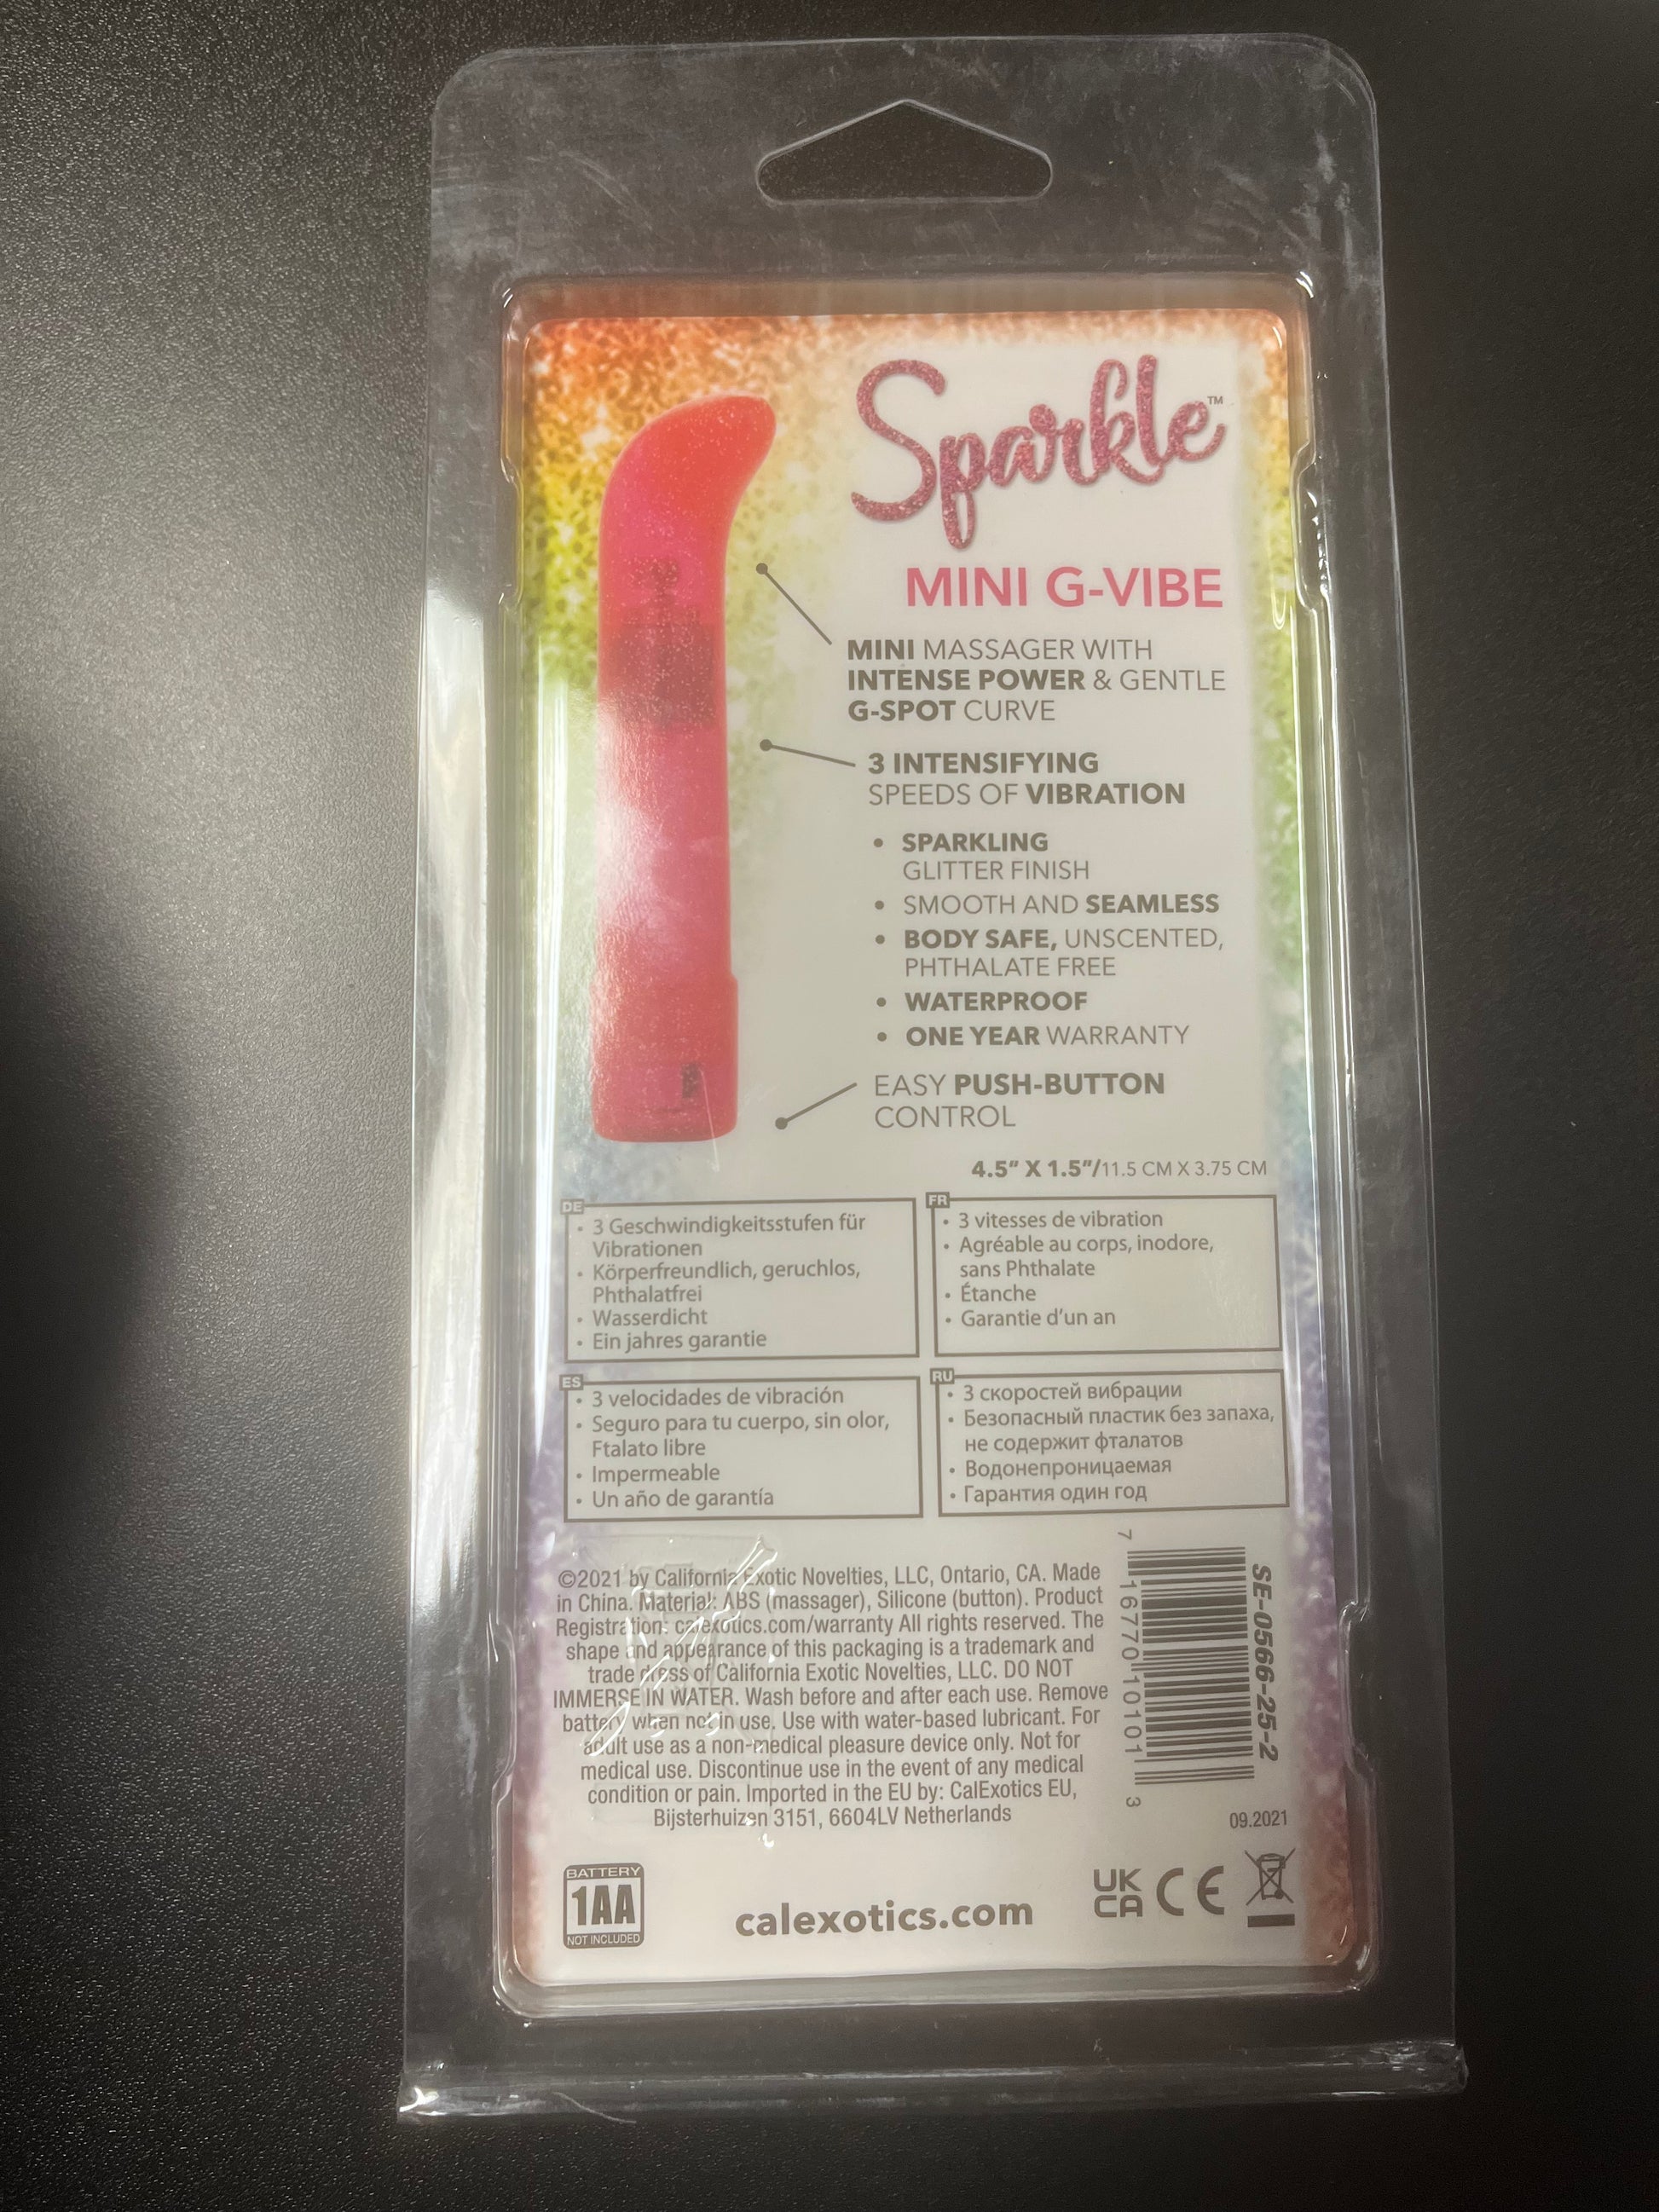 Sparkle™
MINI G-VIBE
MINI MASSAGER WITH
INTENSE POWER & GENTLE
G-SPOT CURVE
3 INTENSIFYING
SPEEDS OF VIBRATION
• SPARKLING
GLITTER FINISH
• SMOOTH AND SEAMLESS
• BODY SAFE, UNSCENTED,
PHTHALATE FREE
• WATERPROOF
• ONE YEAR WARRANTY
EASY PUSH-BUTTON
CONTROL
4.5" X 1.5"/11.5 CM X 3.75 CM
DE
• 3 Geschwindigkeitsstufen für
Vibrationen
• Körperfreundlich, geruchlos,
Phthalatfrei
• Wasserdicht
• Ein jahres garantie
FR
• 3 vitesses de vibration
• Agréable au corps, inodore,
sans Phthalate
• Étanche
• Garantie d'un an
ES
• 3 velocidades de vibración
• Seguro para tu cuerpo, sin olor,
Ftalato libre
• Impermeable
• Un año de garantía
RU
• 3 скоростей вибрации
• Безопасный пластик без запаха,
не содержит фталатов
• Водонепроницаемая
• Гарантия один год
©2021 by California Exotic Novelties, LLC, Ontario, CA. Made
in China. Material: ABS (massager), Silicone (button). Product
Registration: calexotics.com/warranty All rights reserved. The
shape and appearance of this packaging is a trademark and
trade dress of California Exotic Novelties, LLC. DO NOT
IMMERSE IN WATER. Wash before and after each use. Remove
battery when not in use. Use with water-based lubricant. For
adult use as a non-medical pleasure device only. Not for
medical use. Discontinue use in the event of any medical
condition or pain. Imported in the EU by: CalExotics EU,
Bijsterhuizen 3151, 6604LV Netherlands
7 16770 10101 3
SE-0566-25-2
09.2021
BATTERY
1AA
NOT INCLUDED
calexotics.com
UK
CA
CE